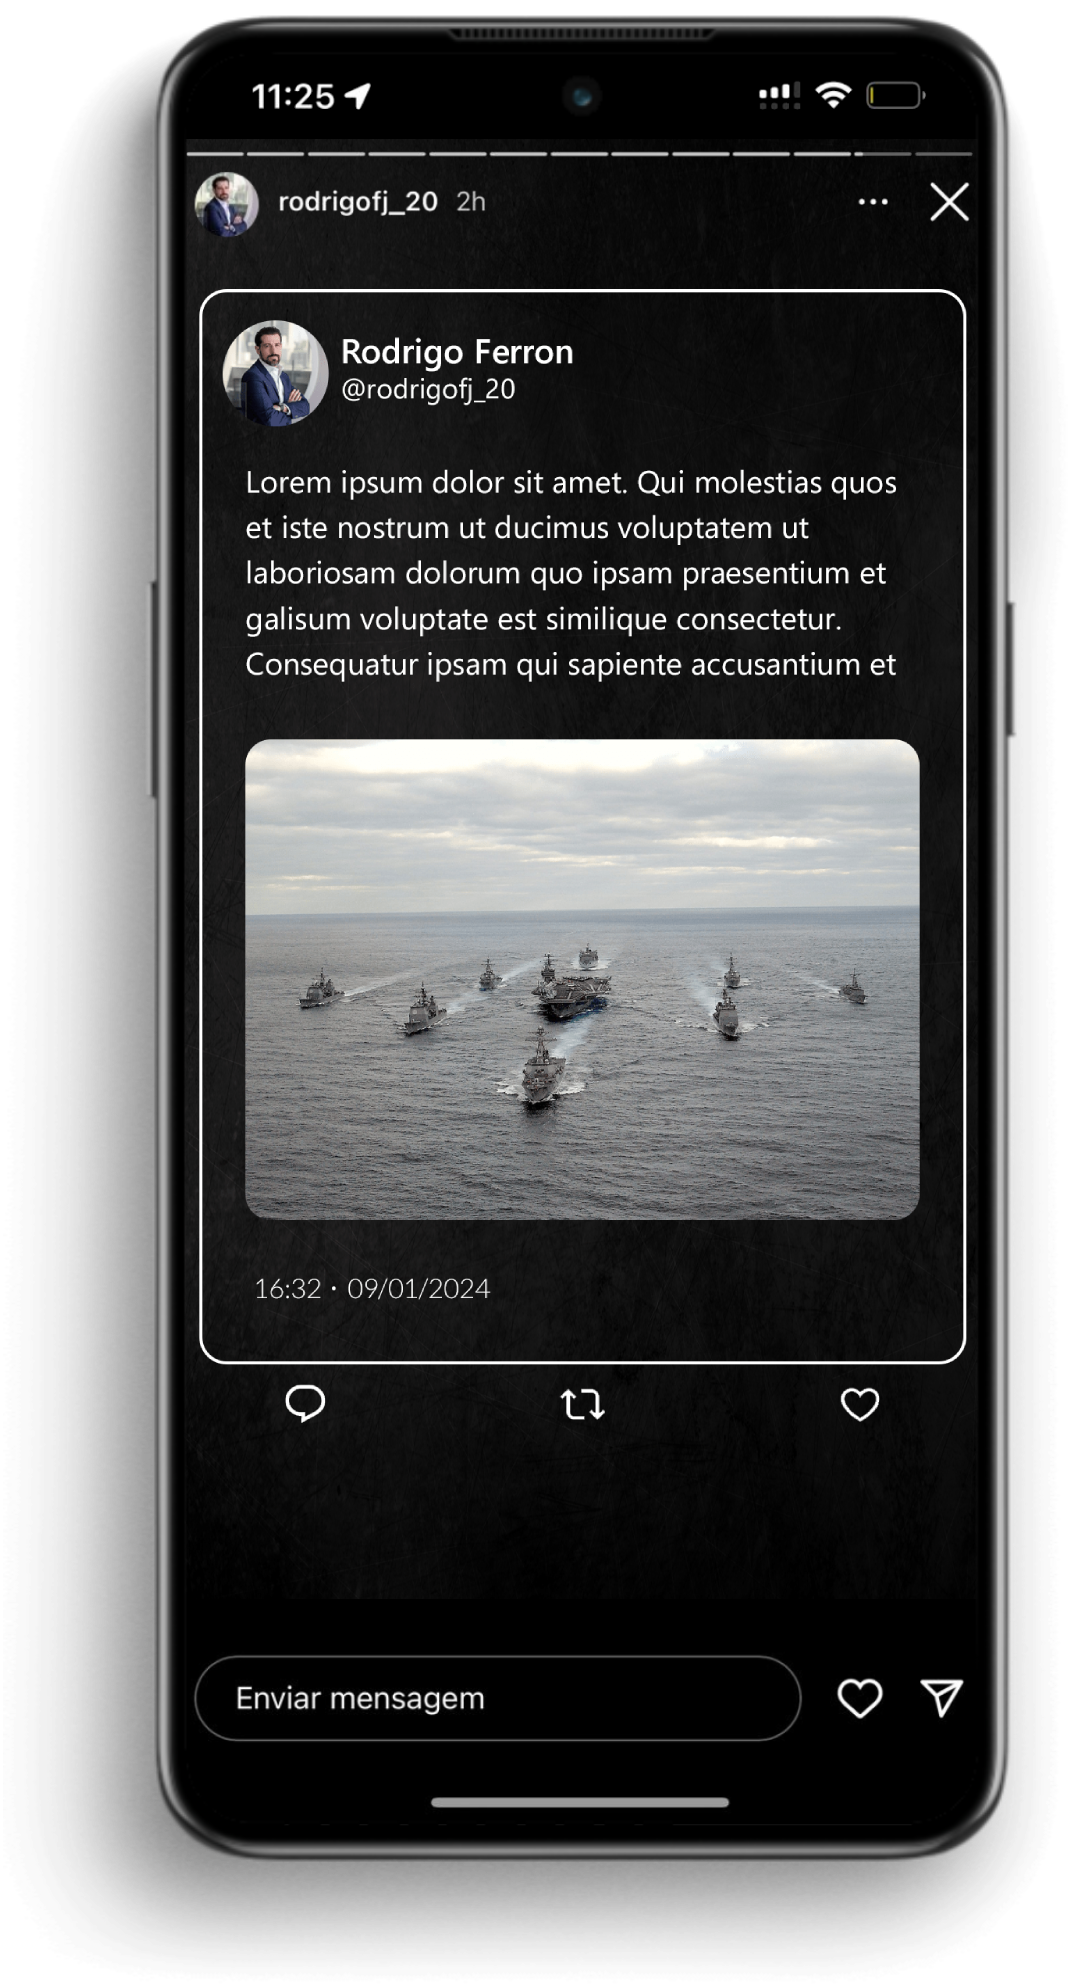 11:25
rodrigofj_20 2h
Rodrigo Ferron
@rodrigofj_20
Lorem ipsum dolor sit amet. Qui molestias quos
et iste nostrum ut ducimus voluptatem ut
laboriosam dolorum quo ipsam praesentium et
galisum voluptate est similique consectetur.
Consequatur ipsam qui sapiente accusantium et
16:32 · 09/01/2024
Enviar mensagem